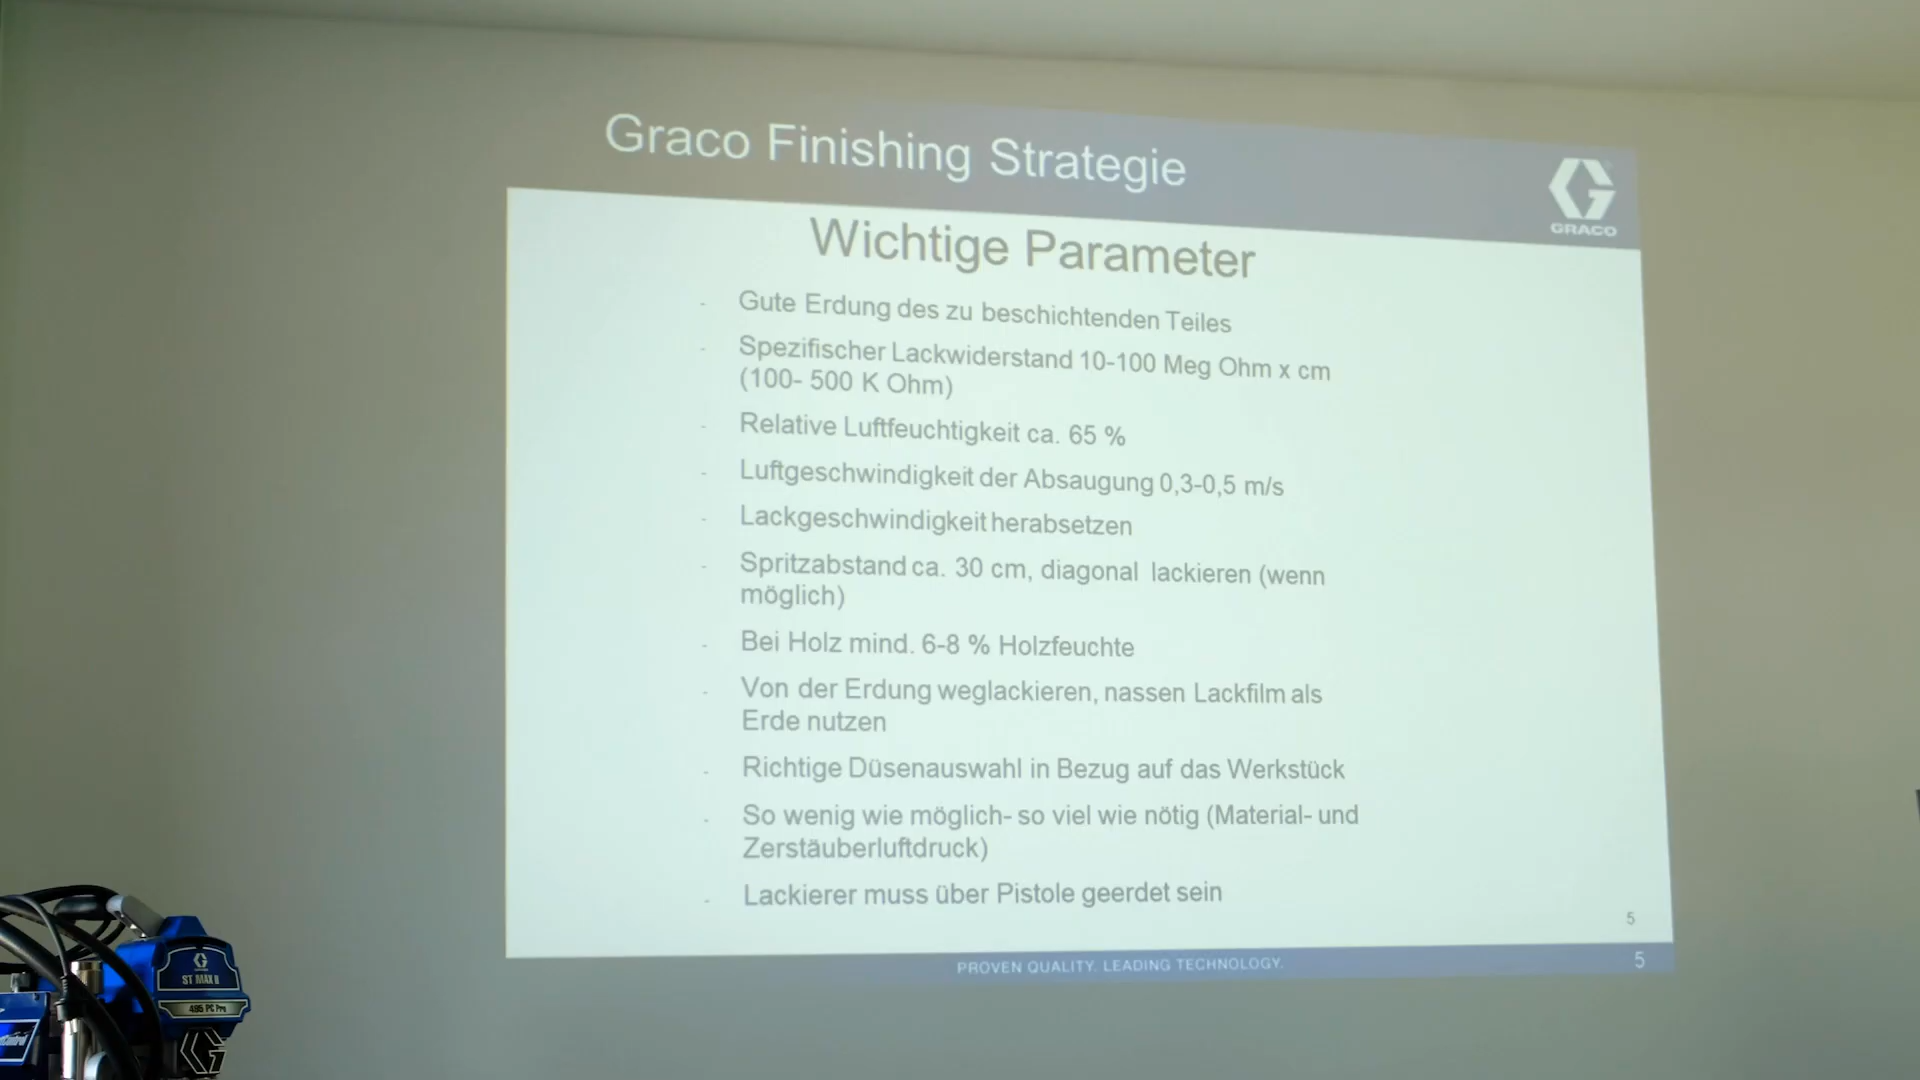 Graco Finishing Strategie
GRACO
Wichtige Parameter
- Gute Erdung des zu beschichtenden Teiles
- Spezifischer Lackwiderstand 10-100 Meg Ohm x cm
(100- 500 K Ohm)
- Relative Luftfeuchtigkeit ca. 65 %
- Luftgeschwindigkeit der Absaugung 0,3-0,5 m/s
- Lackgeschwindigkeit herabsetzen
- Spritzabstand ca. 30 cm, diagonal lackieren (wenn
möglich)
- Bei Holz mind. 6-8 % Holzfeuchte
- Von der Erdung weglackieren, nassen Lackfilm als
Erde nutzen
- Richtige Düsenauswahl in Bezug auf das Werkstück
- So wenig wie möglich- so viel wie nötig (Material- und
Zerstäuberluftdruck)
- Lackierer muss über Pistole geerdet sein
5
PROVEN QUALITY. LEADING TECHNOLOGY.
5
ST MAX II
495 PC Pro